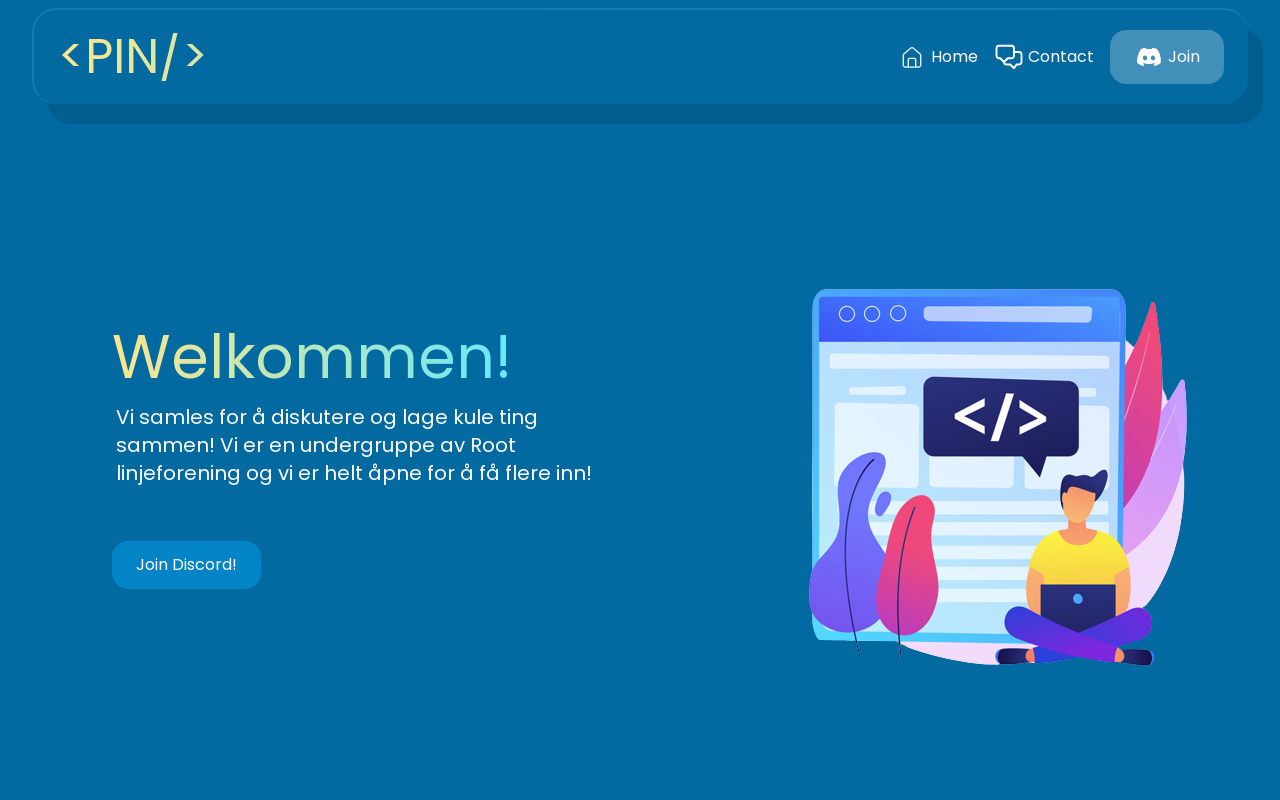 <PIN/>
Home
Contact
Join
Welkommen!
Vi samles for å diskutere og lage kule ting
sammen! Vi er en undergruppe av Root
linjeforening og vi er helt åpne for å få flere inn!
Join Discord!
</>